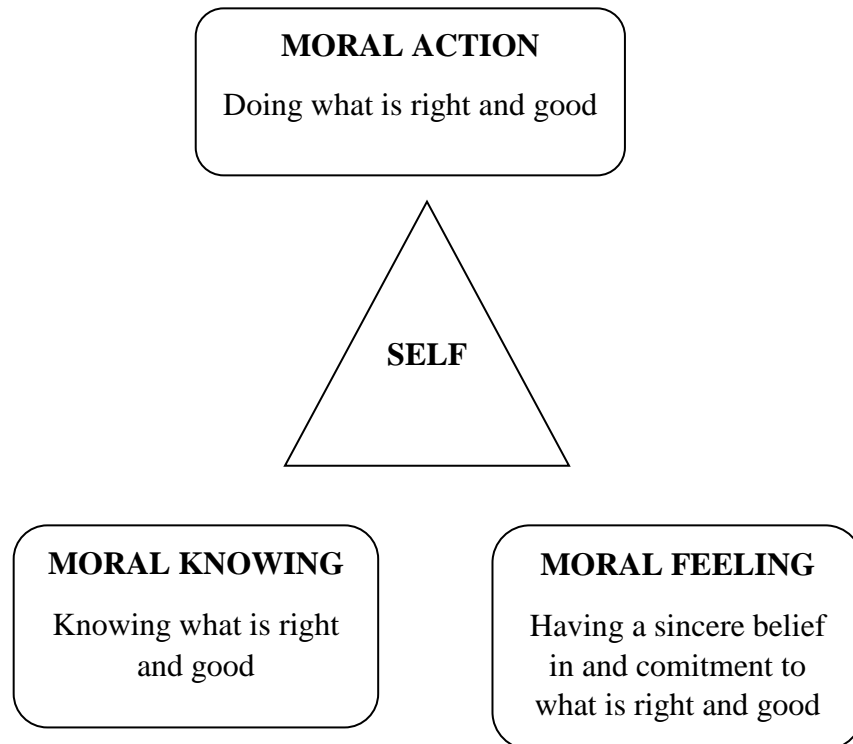 MORAL ACTION
Doing what is right and good
SELF
MORAL KNOWING
Knowing what is right
and good
MORAL FEELING
Having a sincere belief
in and comitment to
what is right and good